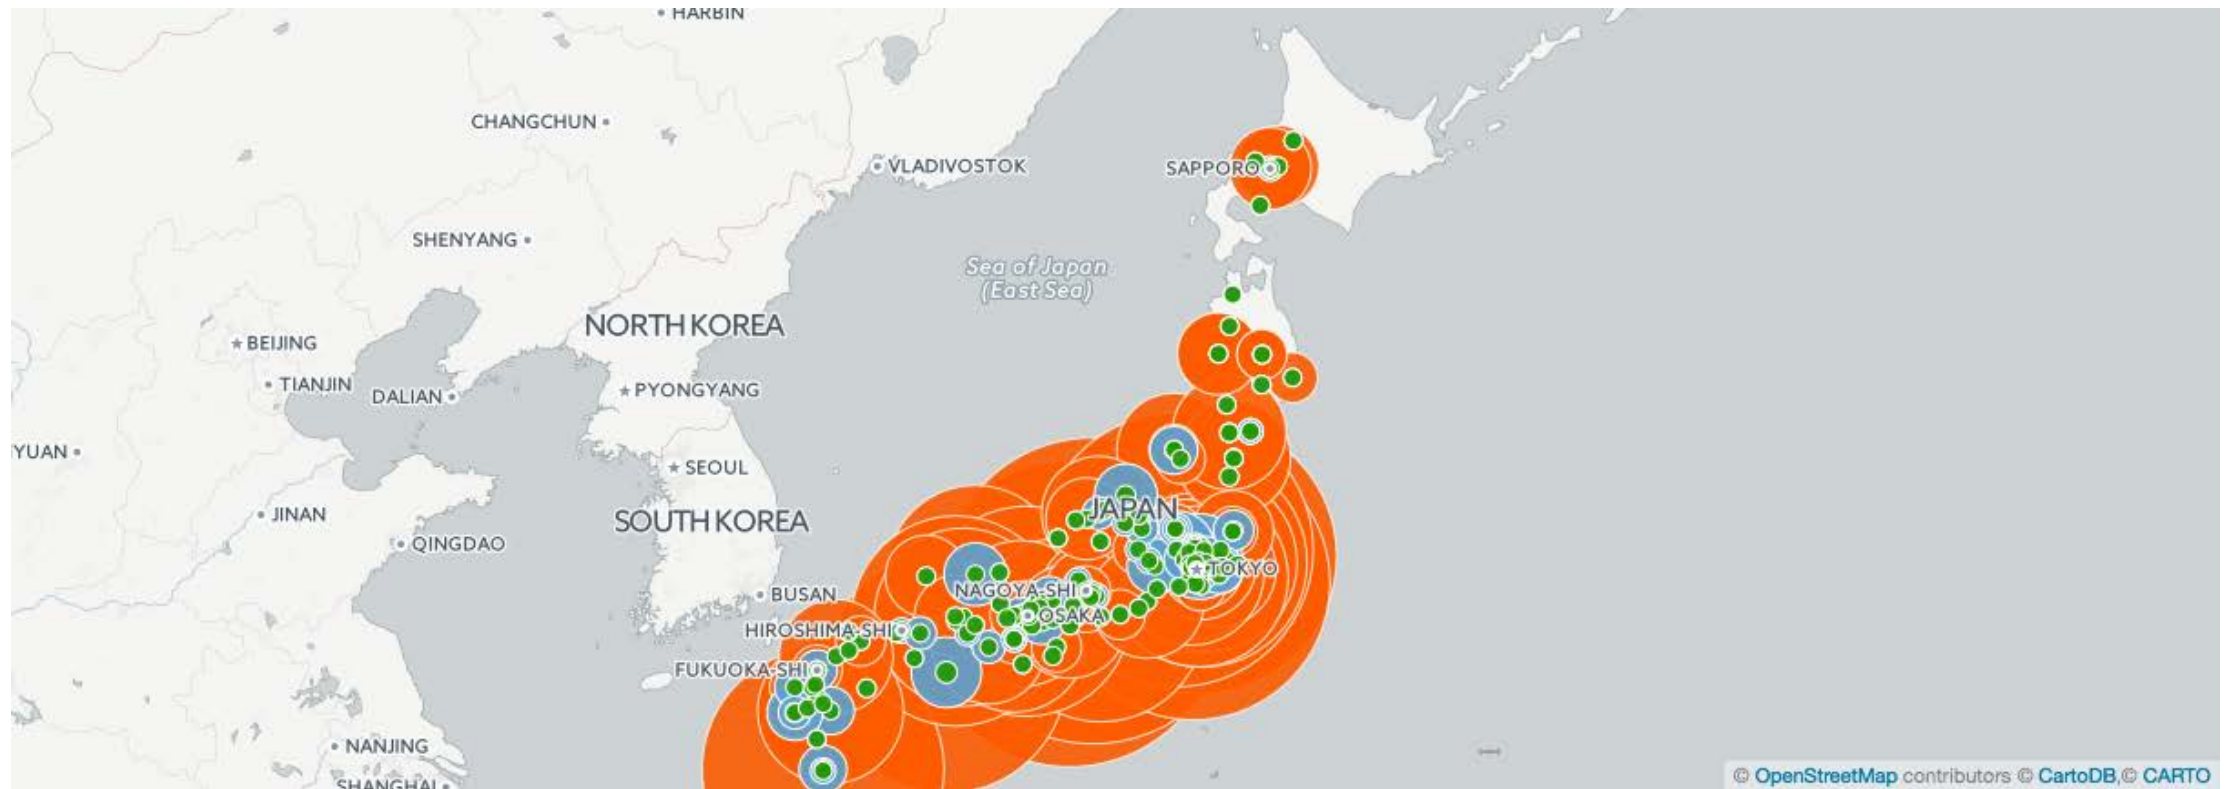 HARBIN
CHANGCHUN
VLADIVOSTOK
SAPPORO
SHENYANG
Sea of Japan
(East Sea)
NORTH KOREA
BEIJING
TIANJIN
DALIAN
PYONGYANG
YUAN
SEOUL
JINAN
SOUTH KOREA
JAPAN
QINGDAO
TOKYO
BUSAN
NAGOYA-SHI
OSAKA
HIROSHIMA-SHI
FUKUOKA-SHI
NANJING
SHANGHAI
© OpenStreetMap contributors © CartoDB,© CARTO